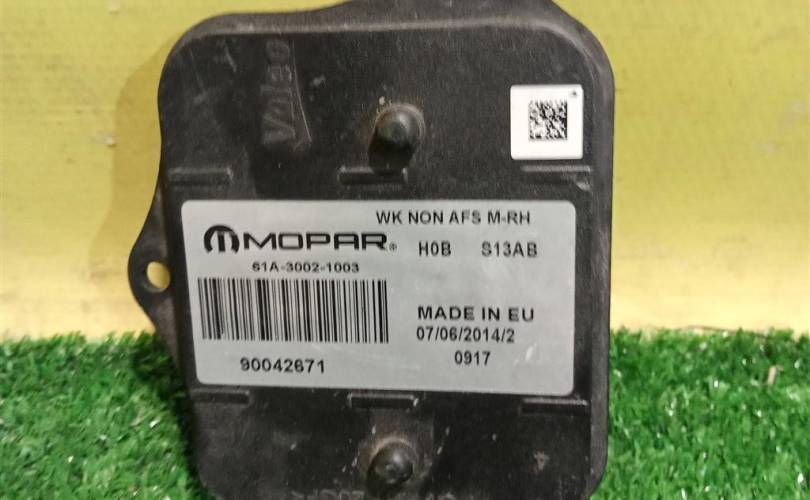 Valeo
WK NON AFS M-RH
MOPAR®
H0B S13AB
61A-3002-1003
MADE IN EU
07/06/2014/2
90042671
0917